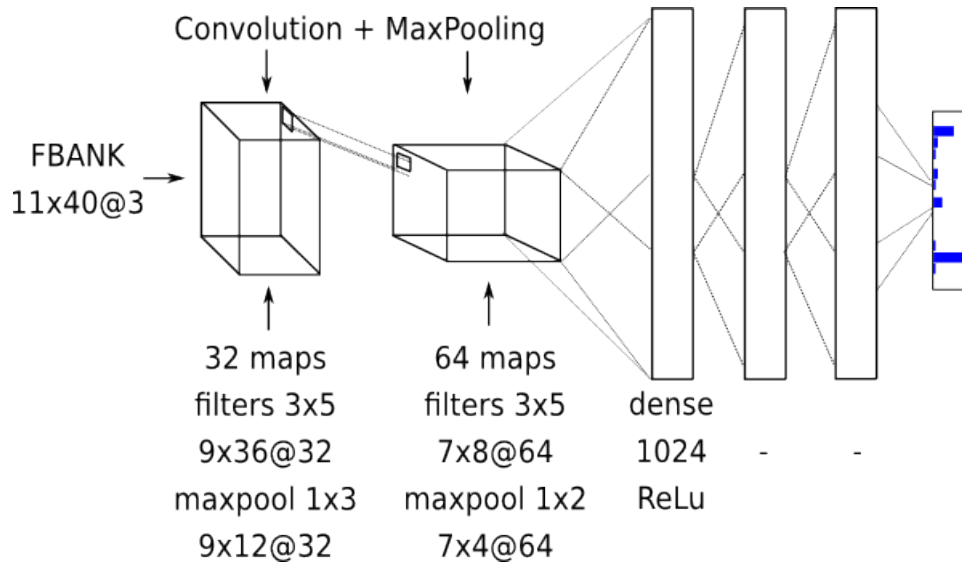 Convolution + MaxPooling
FBANK
11x40@3
32 maps
filters 3x5
9x36@32
maxpool 1x3
9x12@32
64 maps
filters 3x5
7x8@64
maxpool 1x2
7x4@64
dense
1024 - -
ReLu